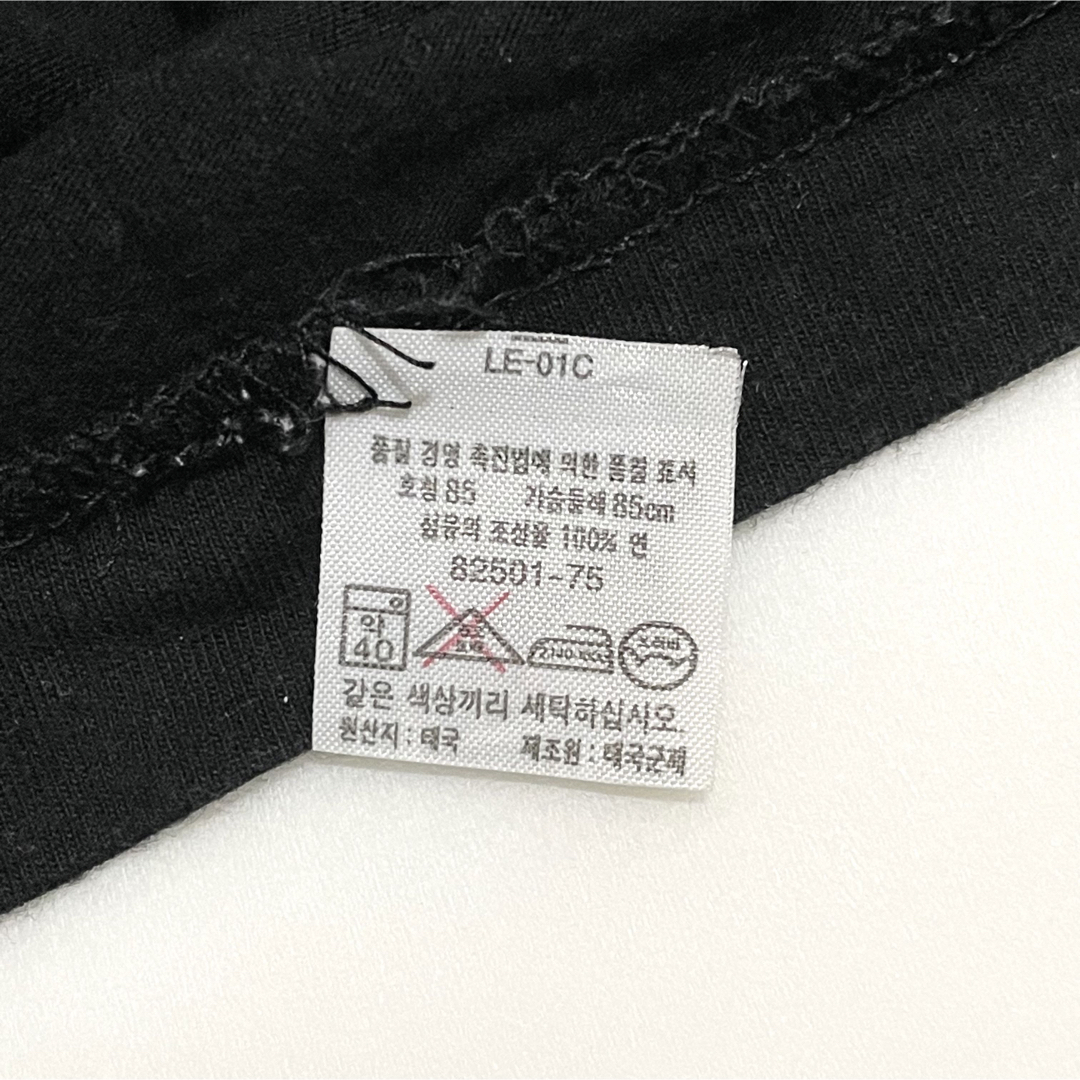 LE-01C
품질 경영 촉진법에 의한 품질 표시
호칭 85 가슴둘레 85cm
섬유의 조성율 100% 면
82501-75
약
40
갈은 색상끼리 세탁하십시오.
원산지 : 태국 제조원 : 태국군제